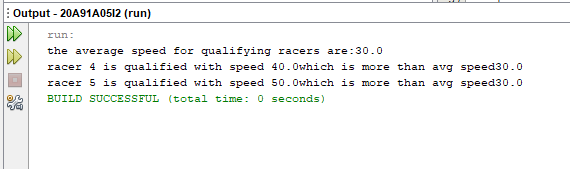 Output - 20A91A05I2 (run)
run:
the average speed for qualifying racers are:30.0
racer 4 is qualified with speed 40.0which is more than avg speed30.0
racer 5 is qualified with speed 50.0which is more than avg speed30.0
BUILD SUCCESSFUL (total time: 0 seconds)